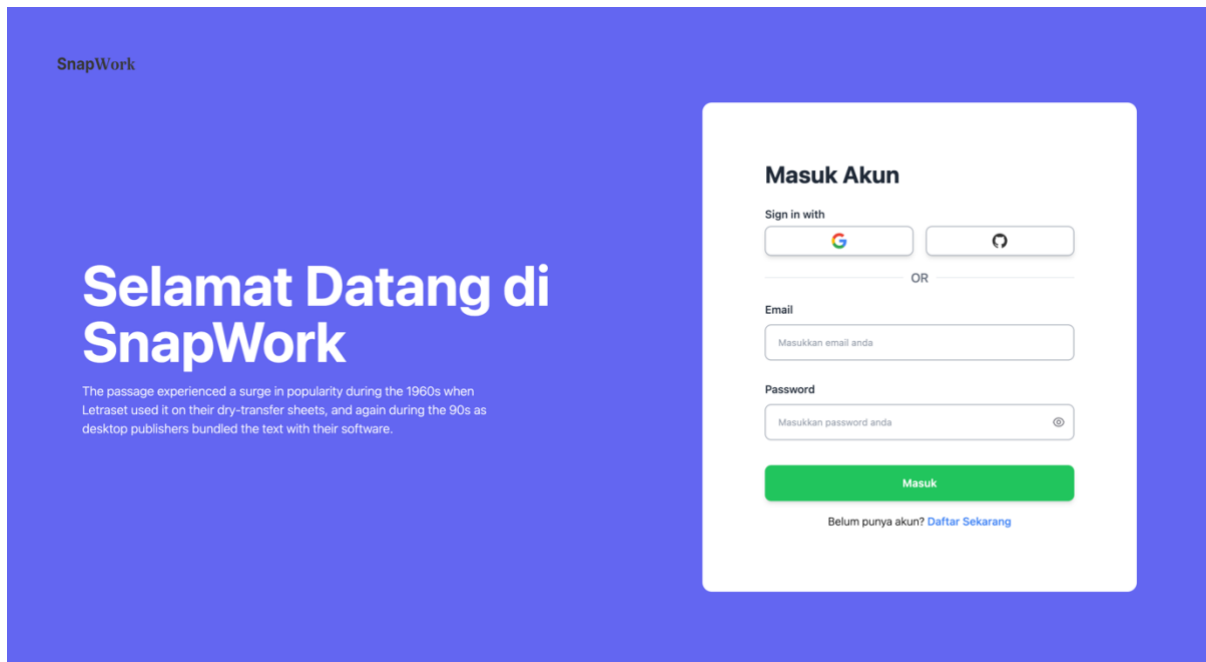 SnapWork
Selamat Datang di
SnapWork
The passage experienced a surge in popularity during the 1960s when
Letraset used it on their dry-transfer sheets, and again during the 90s as
desktop publishers bundled the text with their software.
Masuk Akun
Sign in with
OR
Email
Masukkan email anda
Password
Masukkan password anda
Masuk
Belum punya akun? Daftar Sekarang